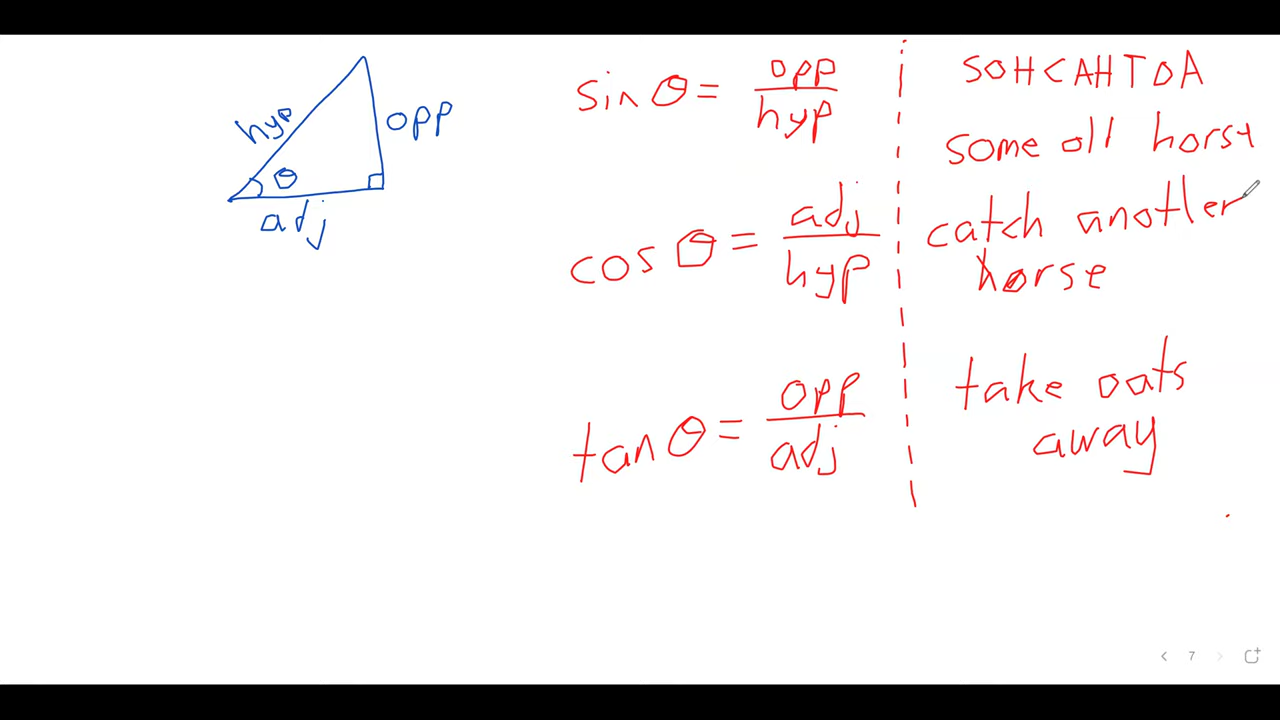 hyp
opp
θ
adj
sin θ = opp/hyp
cos θ = adj/hyp
tan θ = opp/adj
SOHCAHTOA
some old horse
catch another
horse
take oats
away
7